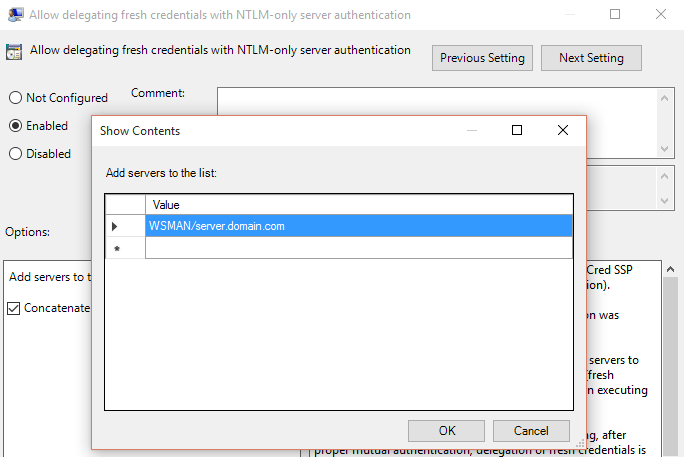 Allow delegating fresh credentials with NTLM-only server authentication
Allow delegating fresh credentials with NTLM-only server authentication
Previous Setting
Next Setting
Not Configured
Comment:
Enabled
Disabled
Show Contents
Add servers to the list:
Value
WSMAN/server.domain.com
*
OK
Cancel
Options:
Add servers to t
Concatenate
Cred SSP
ion).
on was
servers to
(fresh
n executing
ng, after
proper mutual authentication, delegation of fresh credentials is